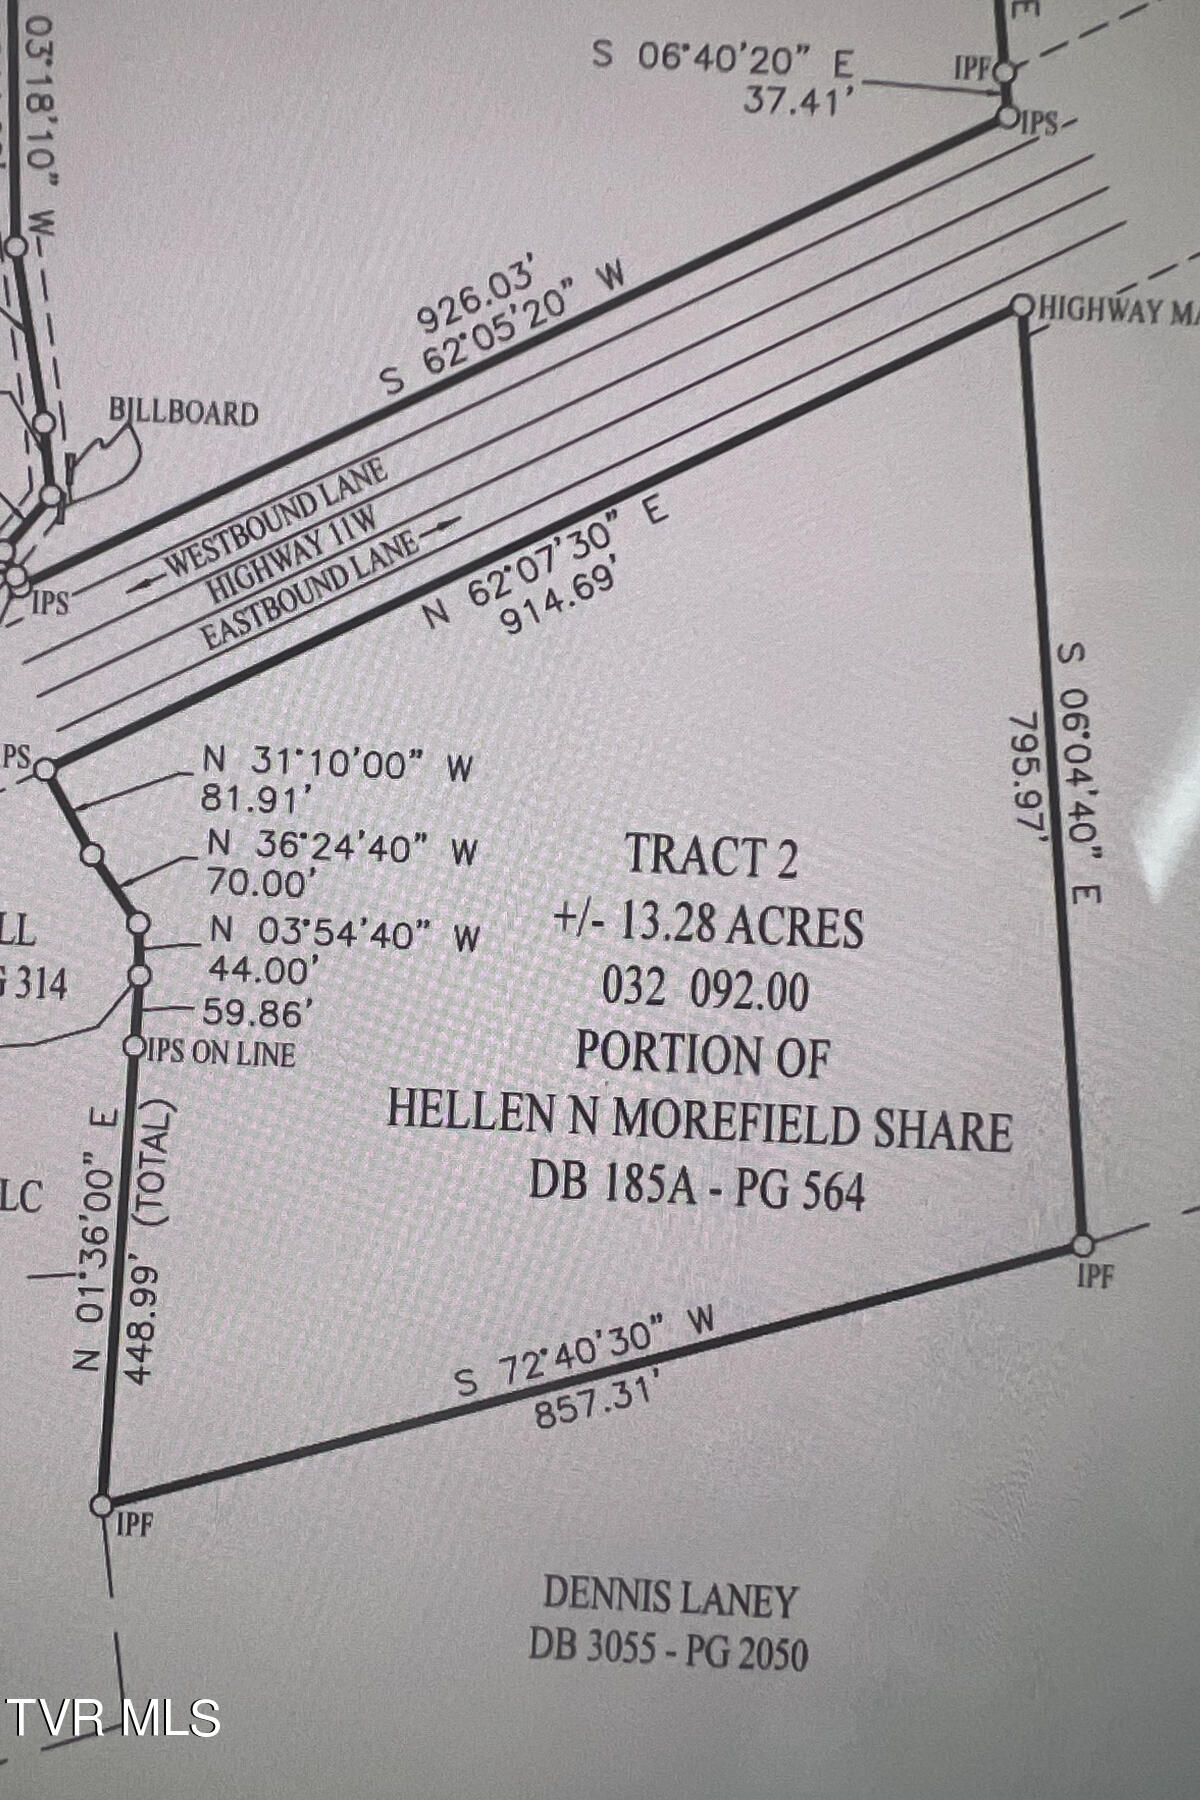 03°18'10" W
S 06°40'20" E
37.41'
IPF
IPS
E
926.03'
S 62°05'20" W
HIGHWAY
BILLBOARD
WESTBOUND LANE
HIGHWAY 11W
EASTBOUND LANE
IPS
N 62°07'30" E
914.69'
PS
N 31°10'00" W
81.91'
N 36°24'40" W
70.00'
N 03°54'40" W
44.00'
59.86'
IPS ON LINE
LL
314
LC
S 06°04'40" E
795.97'
TRACT 2
+/- 13.28 ACRES
032 092.00
PORTION OF
HELLEN N MOREFIELD SHARE
DB 185A - PG 564
N 01°36'00" E
448.99' (TOTAL)
IPF
S 72°40'30" W
857.31'
IPF
DENNIS LANEY
DB 3055 - PG 2050
TVR MLS